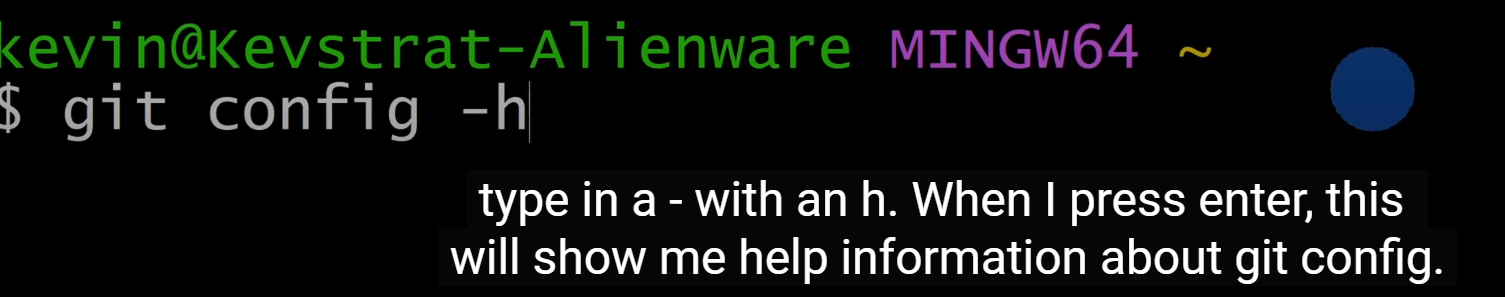 kevin@Kevstrat-Alienware MINGW64 ~
$ git config -h
type in a - with an h. When I press enter, this
will show me help information about git config.